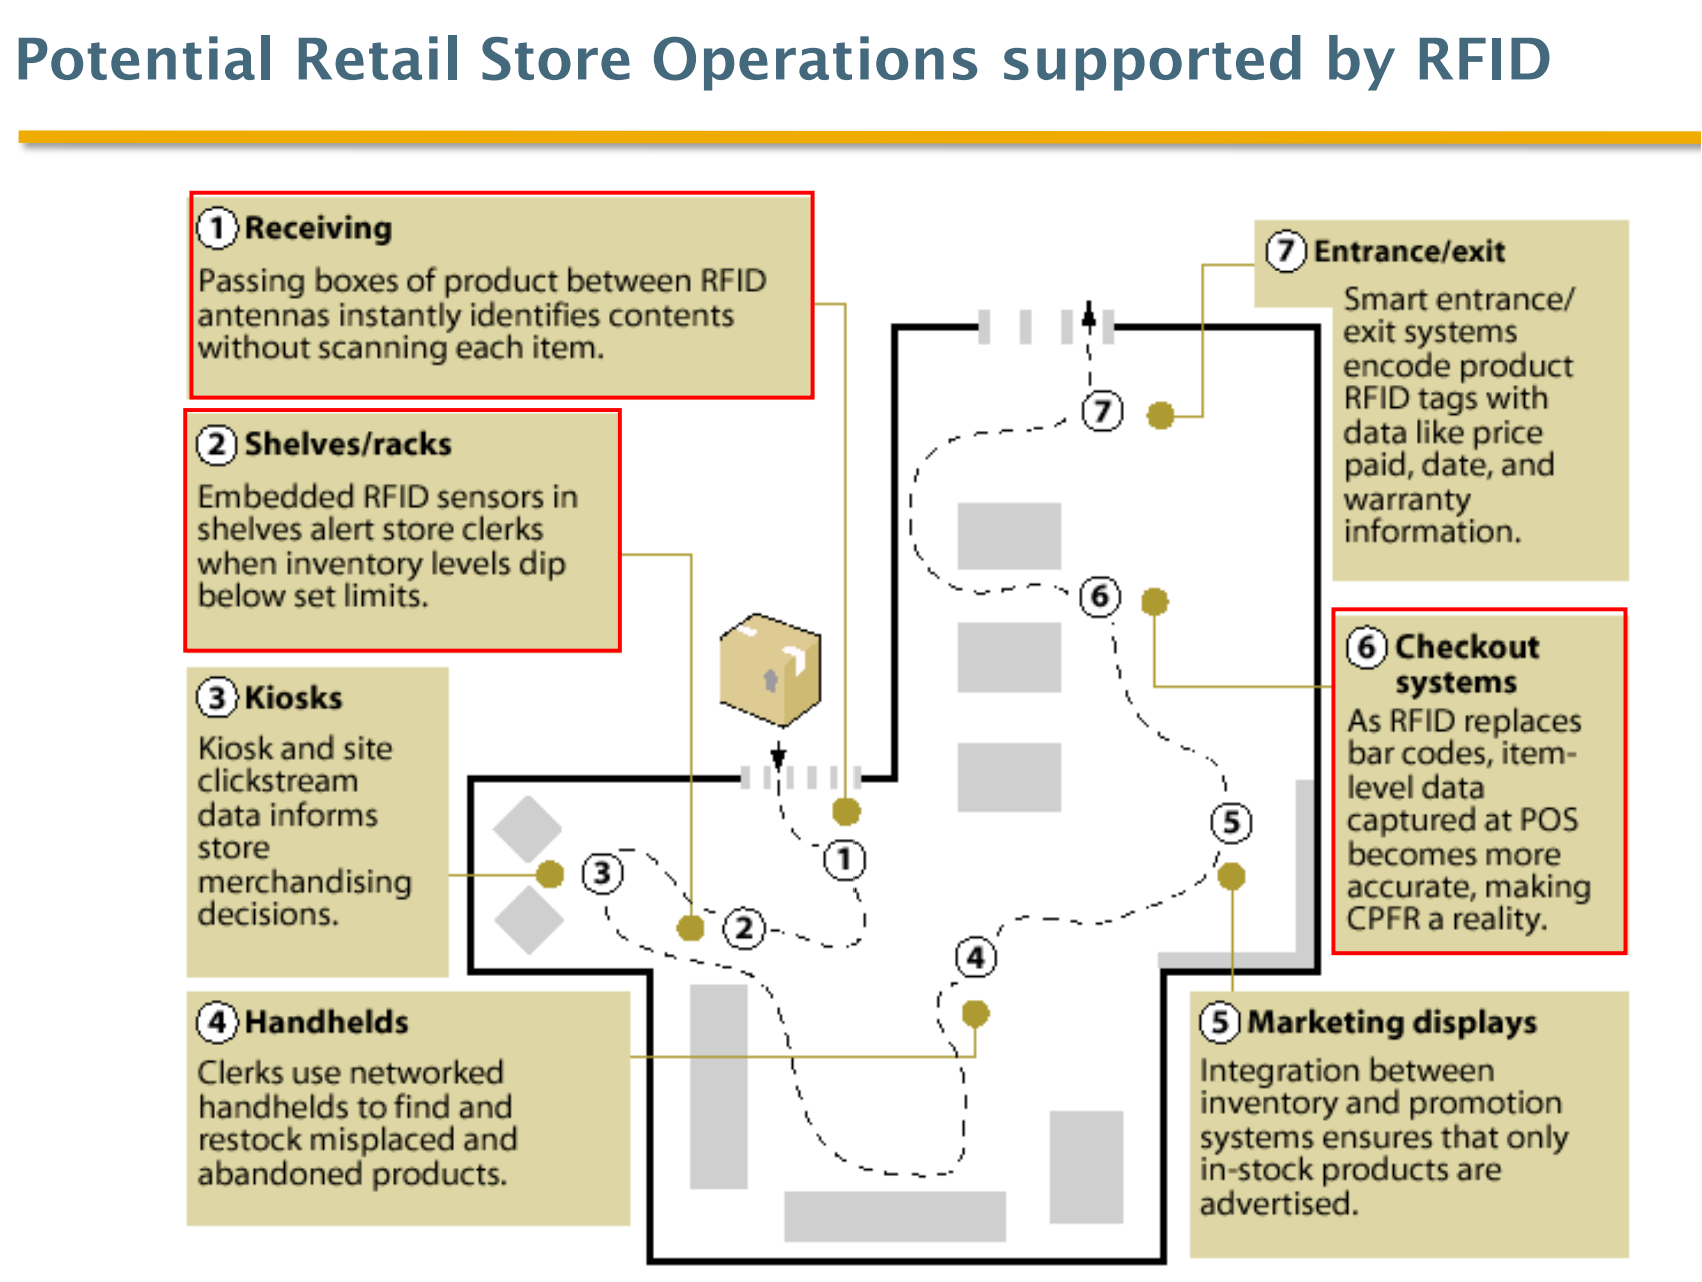 Potential Retail Store Operations supported by RFID
1 Receiving
Passing boxes of product between RFID
antennas instantly identifies contents
without scanning each item.
2 Shelves/racks
Embedded RFID sensors in
shelves alert store clerks
when inventory levels dip
below set limits.
3 Kiosks
Kiosk and site
clickstream
data informs
store
merchandising
decisions.
4 Handhelds
Clerks use networked
handhelds to find and
restock misplaced and
abandoned products.
7 Entrance/exit
Smart entrance/
exit systems
encode product
RFID tags with
data like price
paid, date, and
warranty
information.
6 Checkout
systems
As RFID replaces
bar codes, item-
level data
captured at POS
becomes more
accurate, making
CPFR a reality.
5 Marketing displays
Integration between
inventory and promotion
systems ensures that only
in-stock products are
advertised.
7
6
5
1
3
2
4